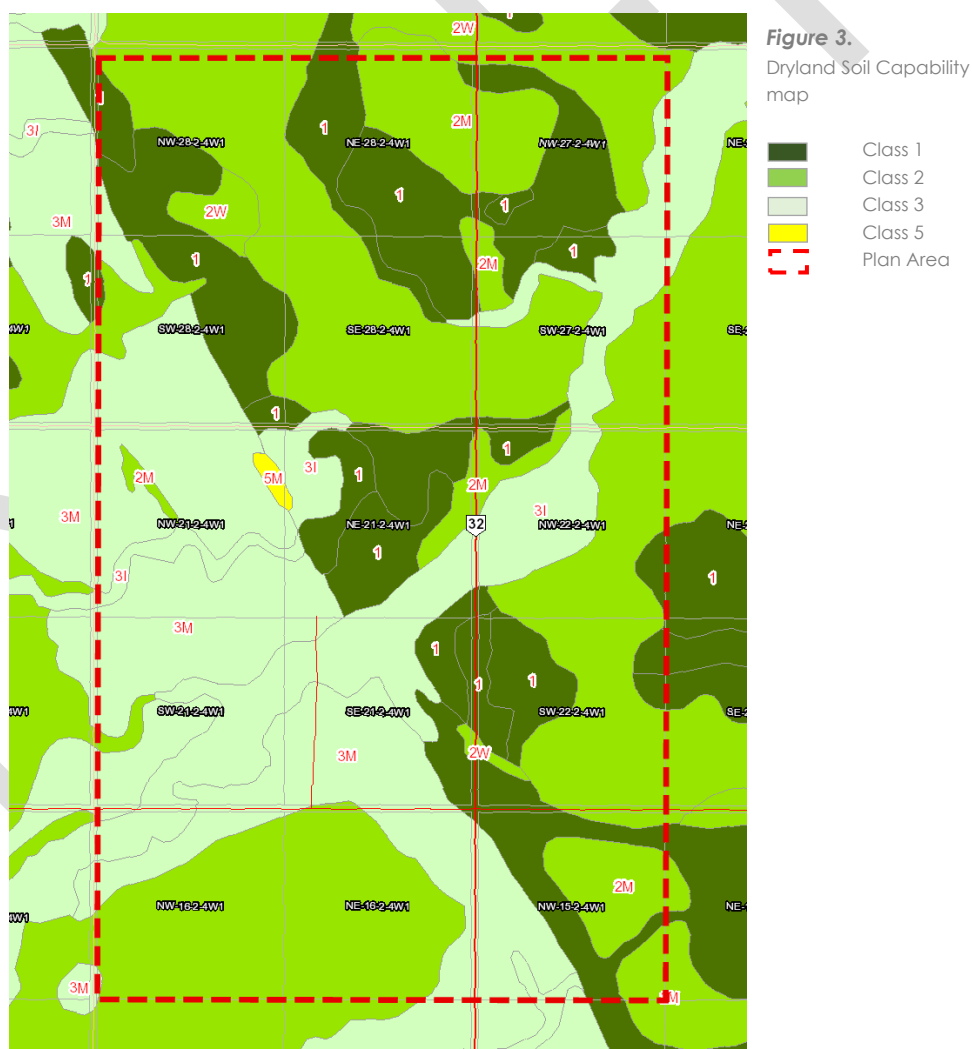 Figure 3.
Dryland Soil Capability
map
Class 1
Class 2
Class 3
Class 5
Plan Area
1
2W
2M
3I
1
NW-28-2-4W1
NE-28-2-4W1
NW-27-2-4W1
1
1
2W
3M
1
1
1
2M
SW-28-2-4W1
SE-28-2-4W1
SW-27-2-4W1
1
1
1
3I
2M
5M
2M
3I
3M
NW-21-2-4W1
NE-21-2-4W1
32
NW-22-2-4W1
1
3I
1
3M
1
1
1
SW-21-2-4W1
SE-21-2-4W1
SW-22-2-4W1
3M
2W
2M
NW-16-2-4W1
NE-16-2-4W1
NW-15-2-4W1
3M